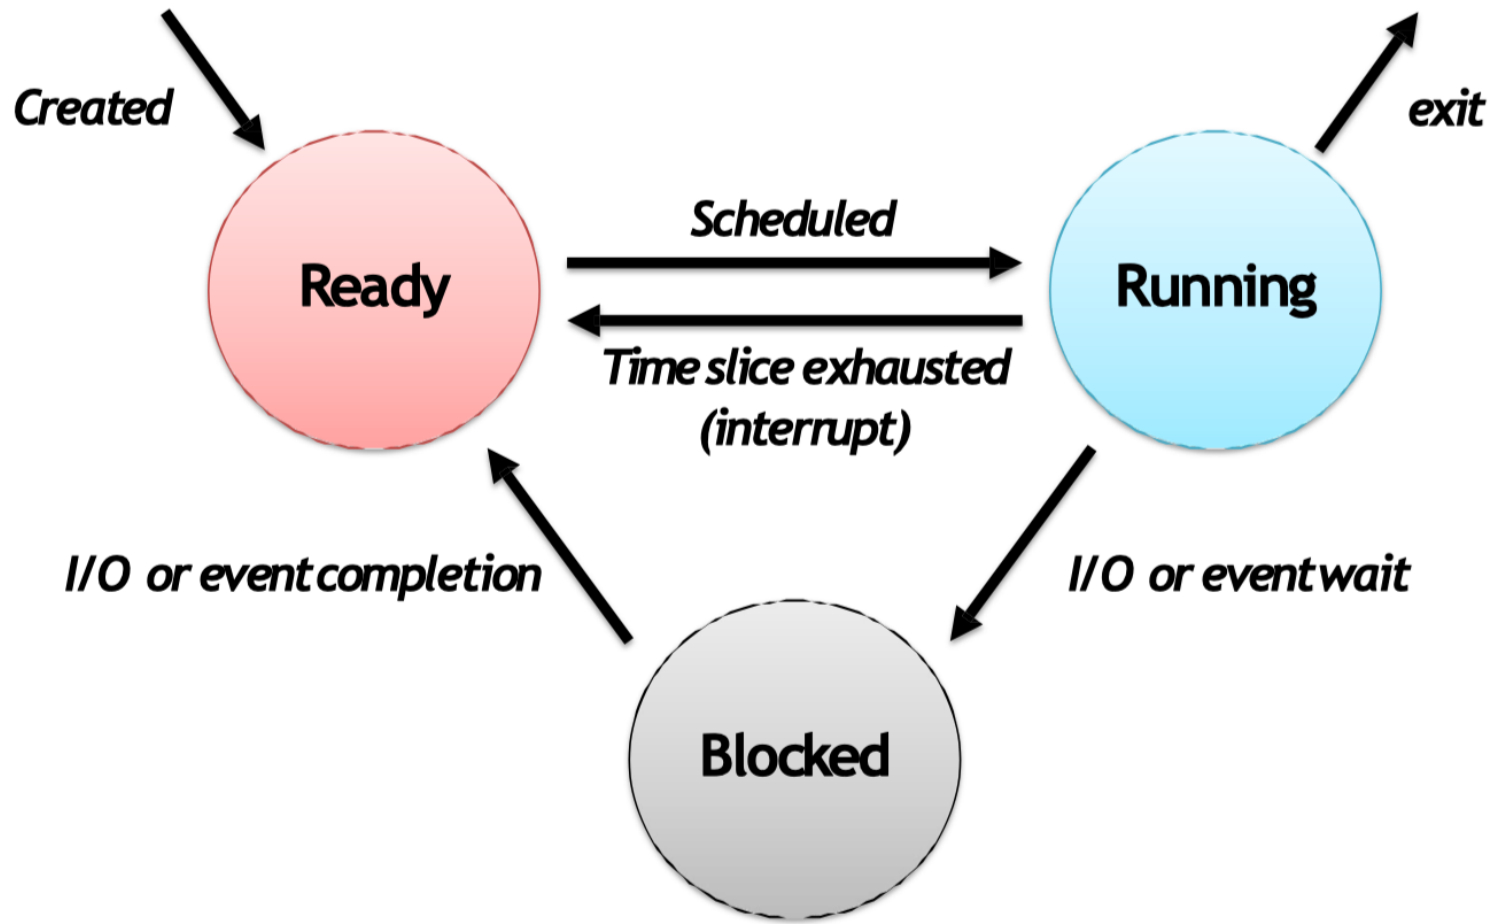 Created
exit
Scheduled
Ready
Running
Time slice exhausted
(interrupt)
I/O or event completion
I/O or event wait
Blocked